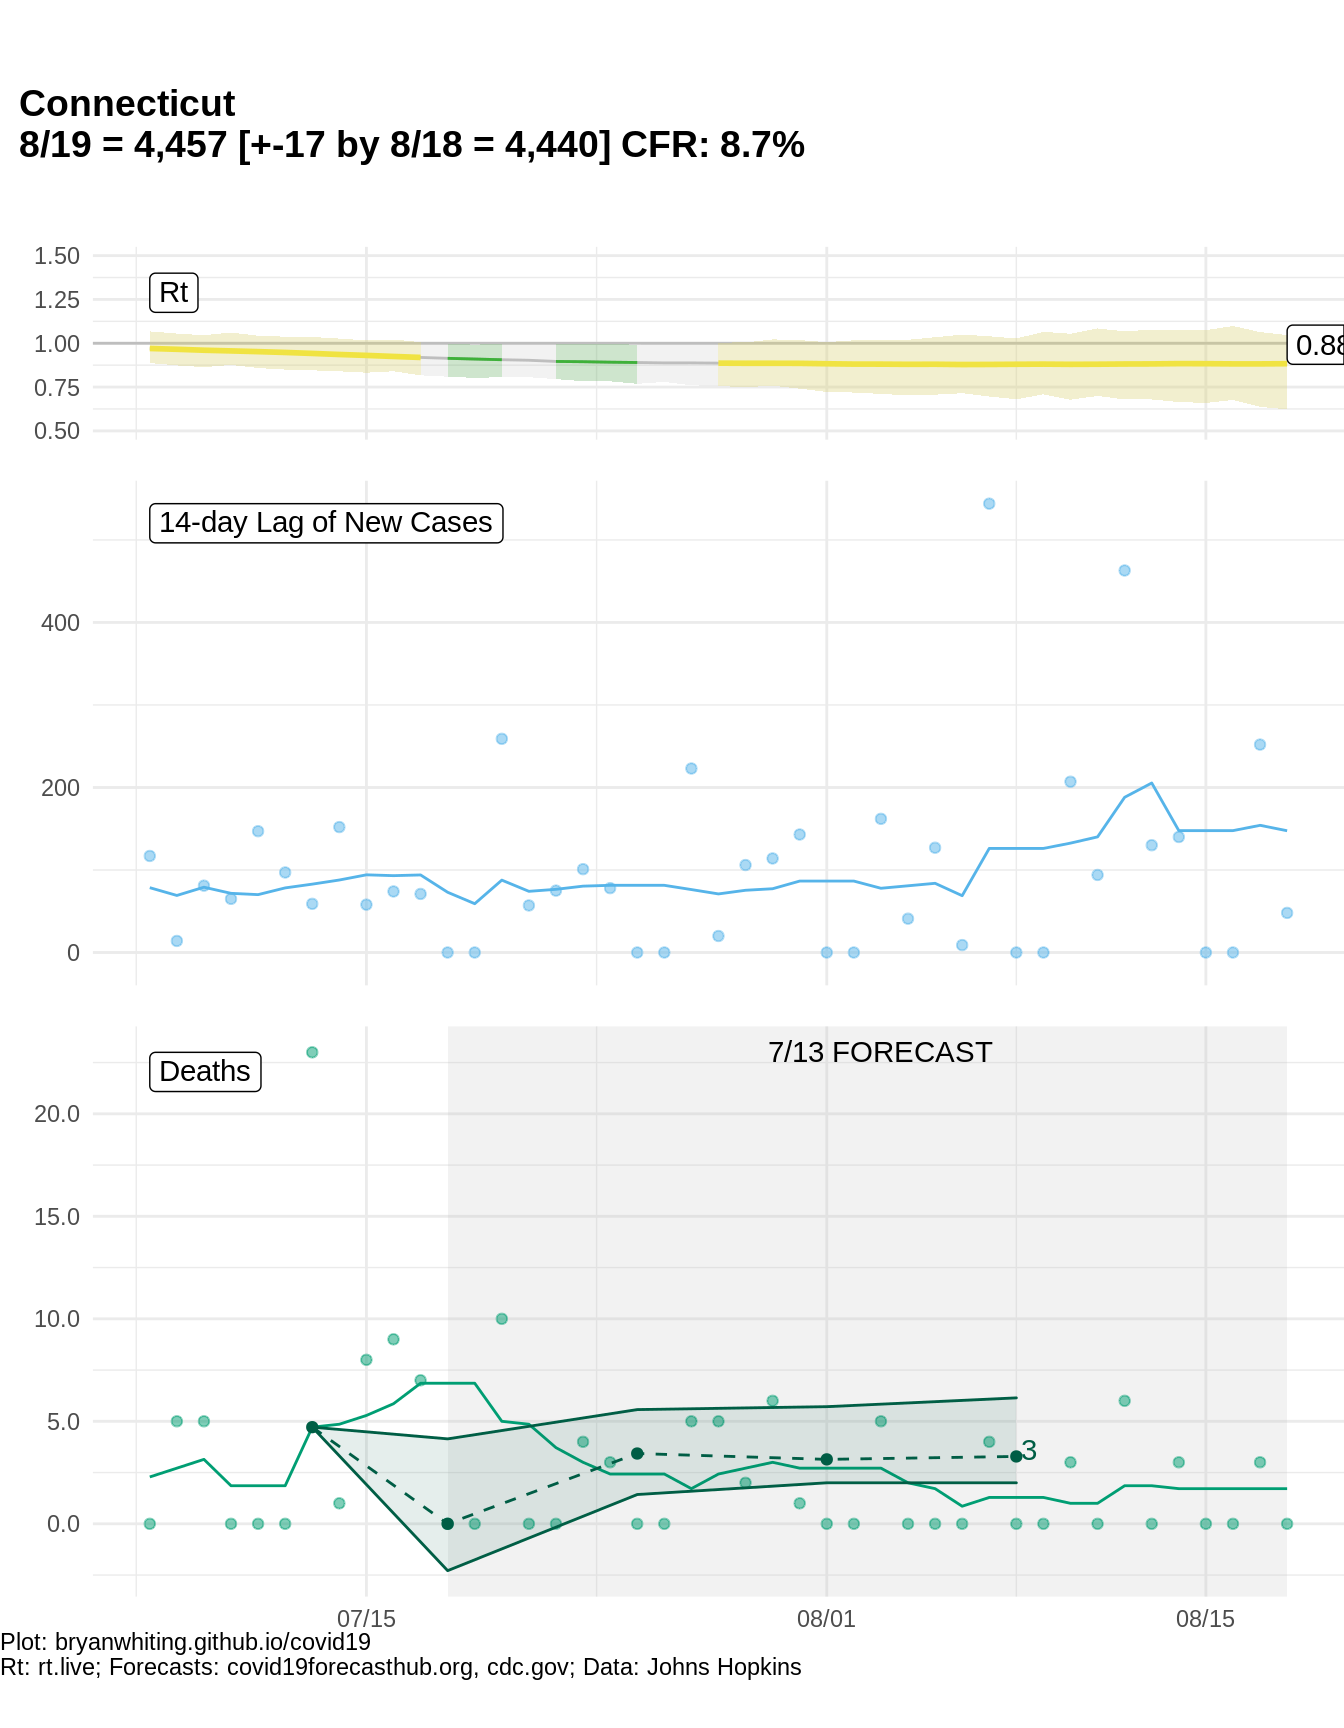 Connecticut
8/19 = 4,457 [+-17 by 8/18 = 4,440] CFR: 8.7%
1.50
1.25
1.00
0.75
0.50
Rt
0.88
14-day Lag of New Cases
400
200
0
Deaths
7/13 FORECAST
20.0
15.0
10.0
5.0
0.0
3
07/15
08/01
08/15
Plot: bryanwhiting.github.io/covid19
Rt: rt.live; Forecasts: covid19forecasthub.org, cdc.gov; Data: Johns Hopkins